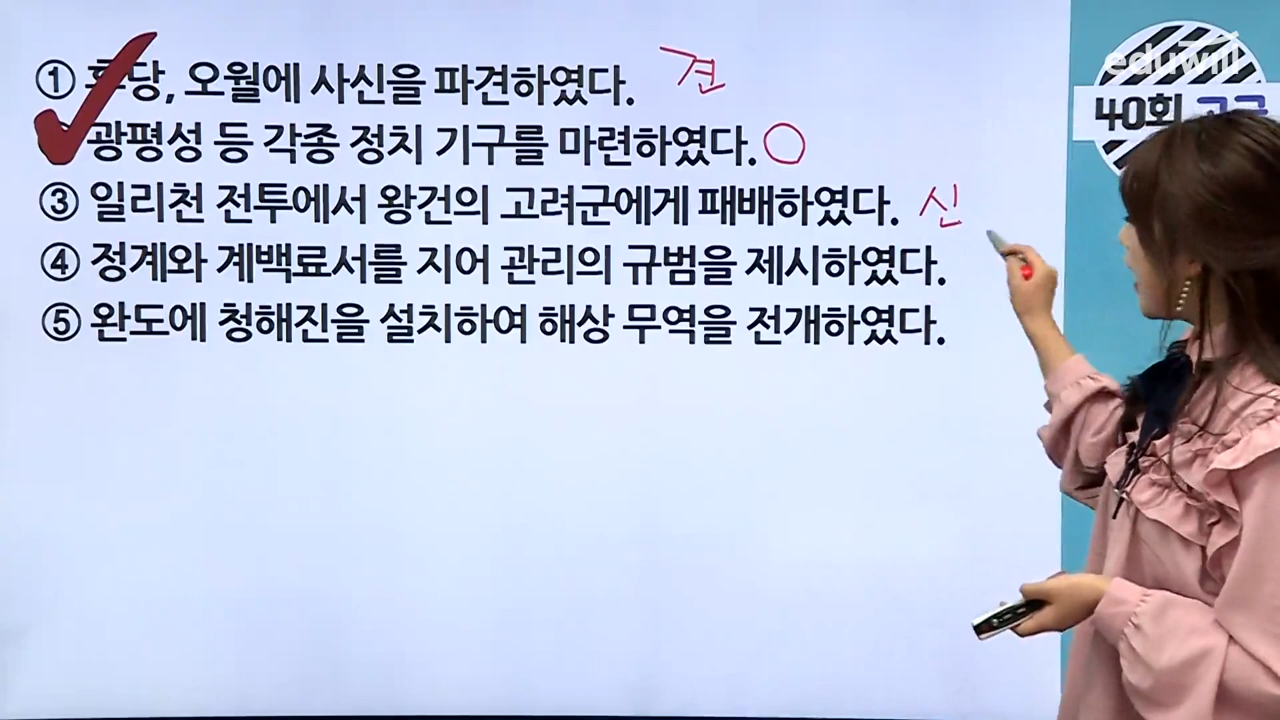 ① 후당, 오월에 사신을 파견하였다. 견
광평성 등 각종 정치 기구를 마련하였다.
③ 일리천 전투에서 왕건의 고려군에게 패배하였다. 신
④ 정계와 계백료서를 지어 관리의 규범을 제시하였다.
⑤ 완도에 청해진을 설치하여 해상 무역을 전개하였다.
eduwill
40회 고급